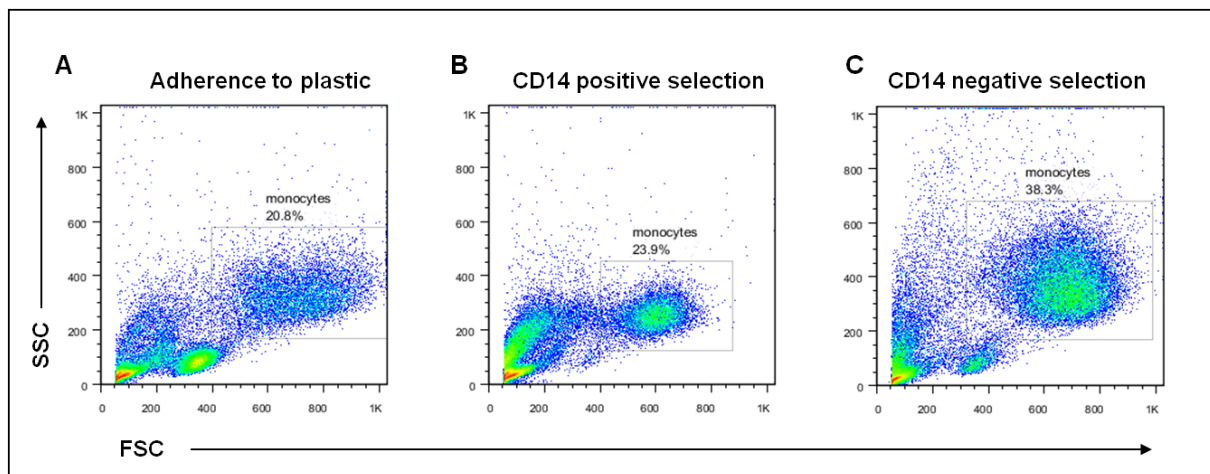 A
Adherence to plastic
B
CD14 positive selection
C
CD14 negative selection
SSC
1K
800
600
400
200
0
monocytes
20.8%
0
200
400
600
800
1K
1K
800
600
400
200
0
monocytes
23.9%
0
200
400
600
800
1K
1K
800
600
400
200
0
monocytes
38.3%
0
200
400
600
800
1K
FSC